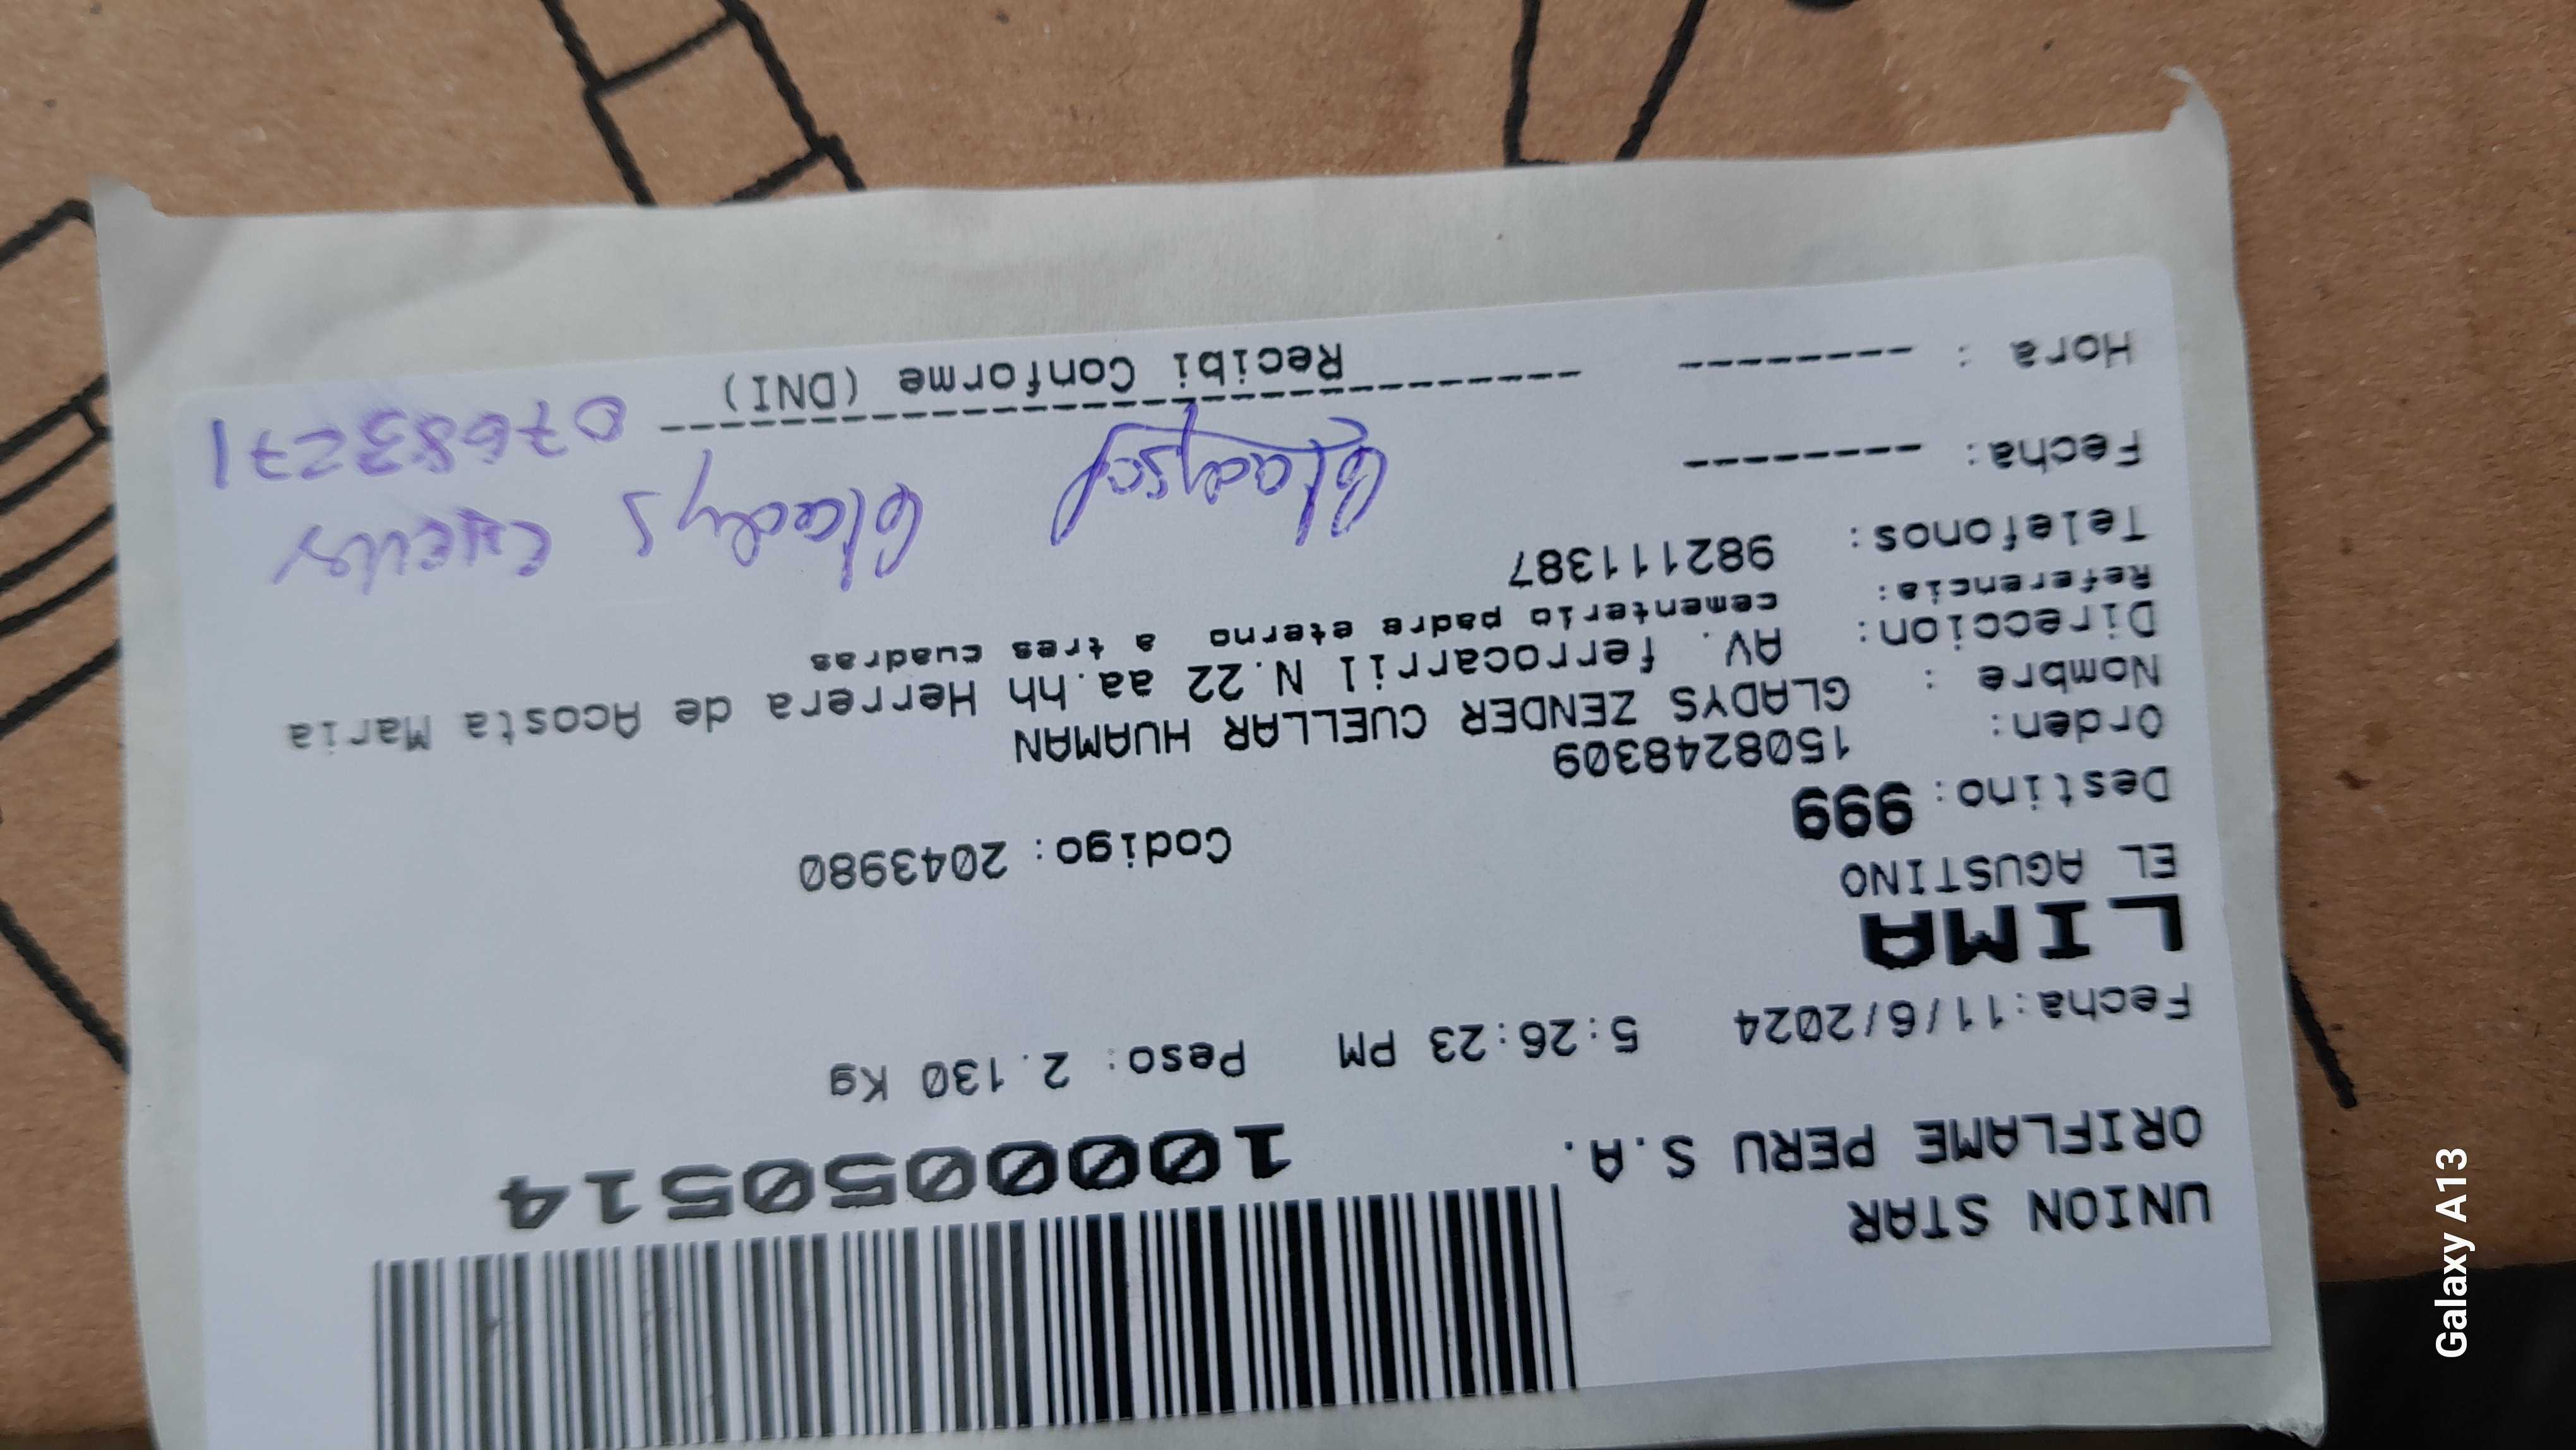 UNION STAR
ORIFLAME PERU S.A.
10000050514
Fecha:11/6/2024 5:26:23 PM Peso: 2.130 Kg
LIMA
EL AGUSTINO
Destino: 999 Codigo: 2043980
Orden: 1508248309
Nombre : GLADYS ZENDER CUELLAR HUAMAN
Direccion: AV. ferrocarril N.22 aa.hh Herrera de Acosta Maria
Referencia: cementerio padre eterno a tres cuadras
Telefonos: 982111387
Gladys Cuellar
Fecha: --------
Gladysc
07683271
Hora : --------
Recibi Conforme (DNI)
Galaxy A13